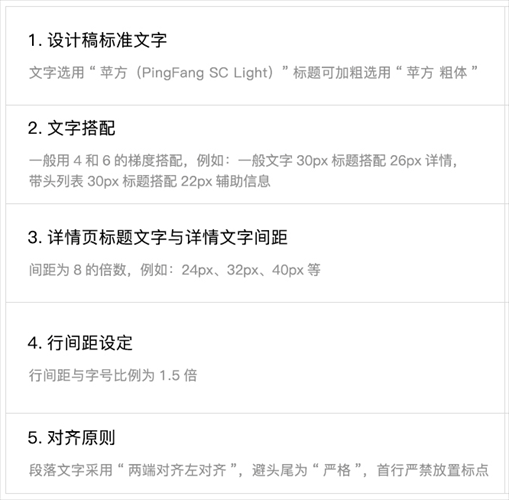 1. 设计稿标准文字
文字选用“ 苹方（PingFang SC Light）” 标题可加粗选用“ 苹方 粗体 ”
2. 文字搭配
一般用 4 和 6 的梯度搭配，例如：一般文字 30px 标题搭配 26px 详情，
带头列表 30px 标题搭配 22px 辅助信息
3. 详情页标题文字与详情文字间距
间距为 8 的倍数，例如：24px、32px、40px 等
4. 行间距设定
行间距与字号比例为 1.5 倍
5. 对齐原则
段落文字采用“ 两端对齐左对齐 ”，避头尾为“ 严格 ”，首行严禁放置标点